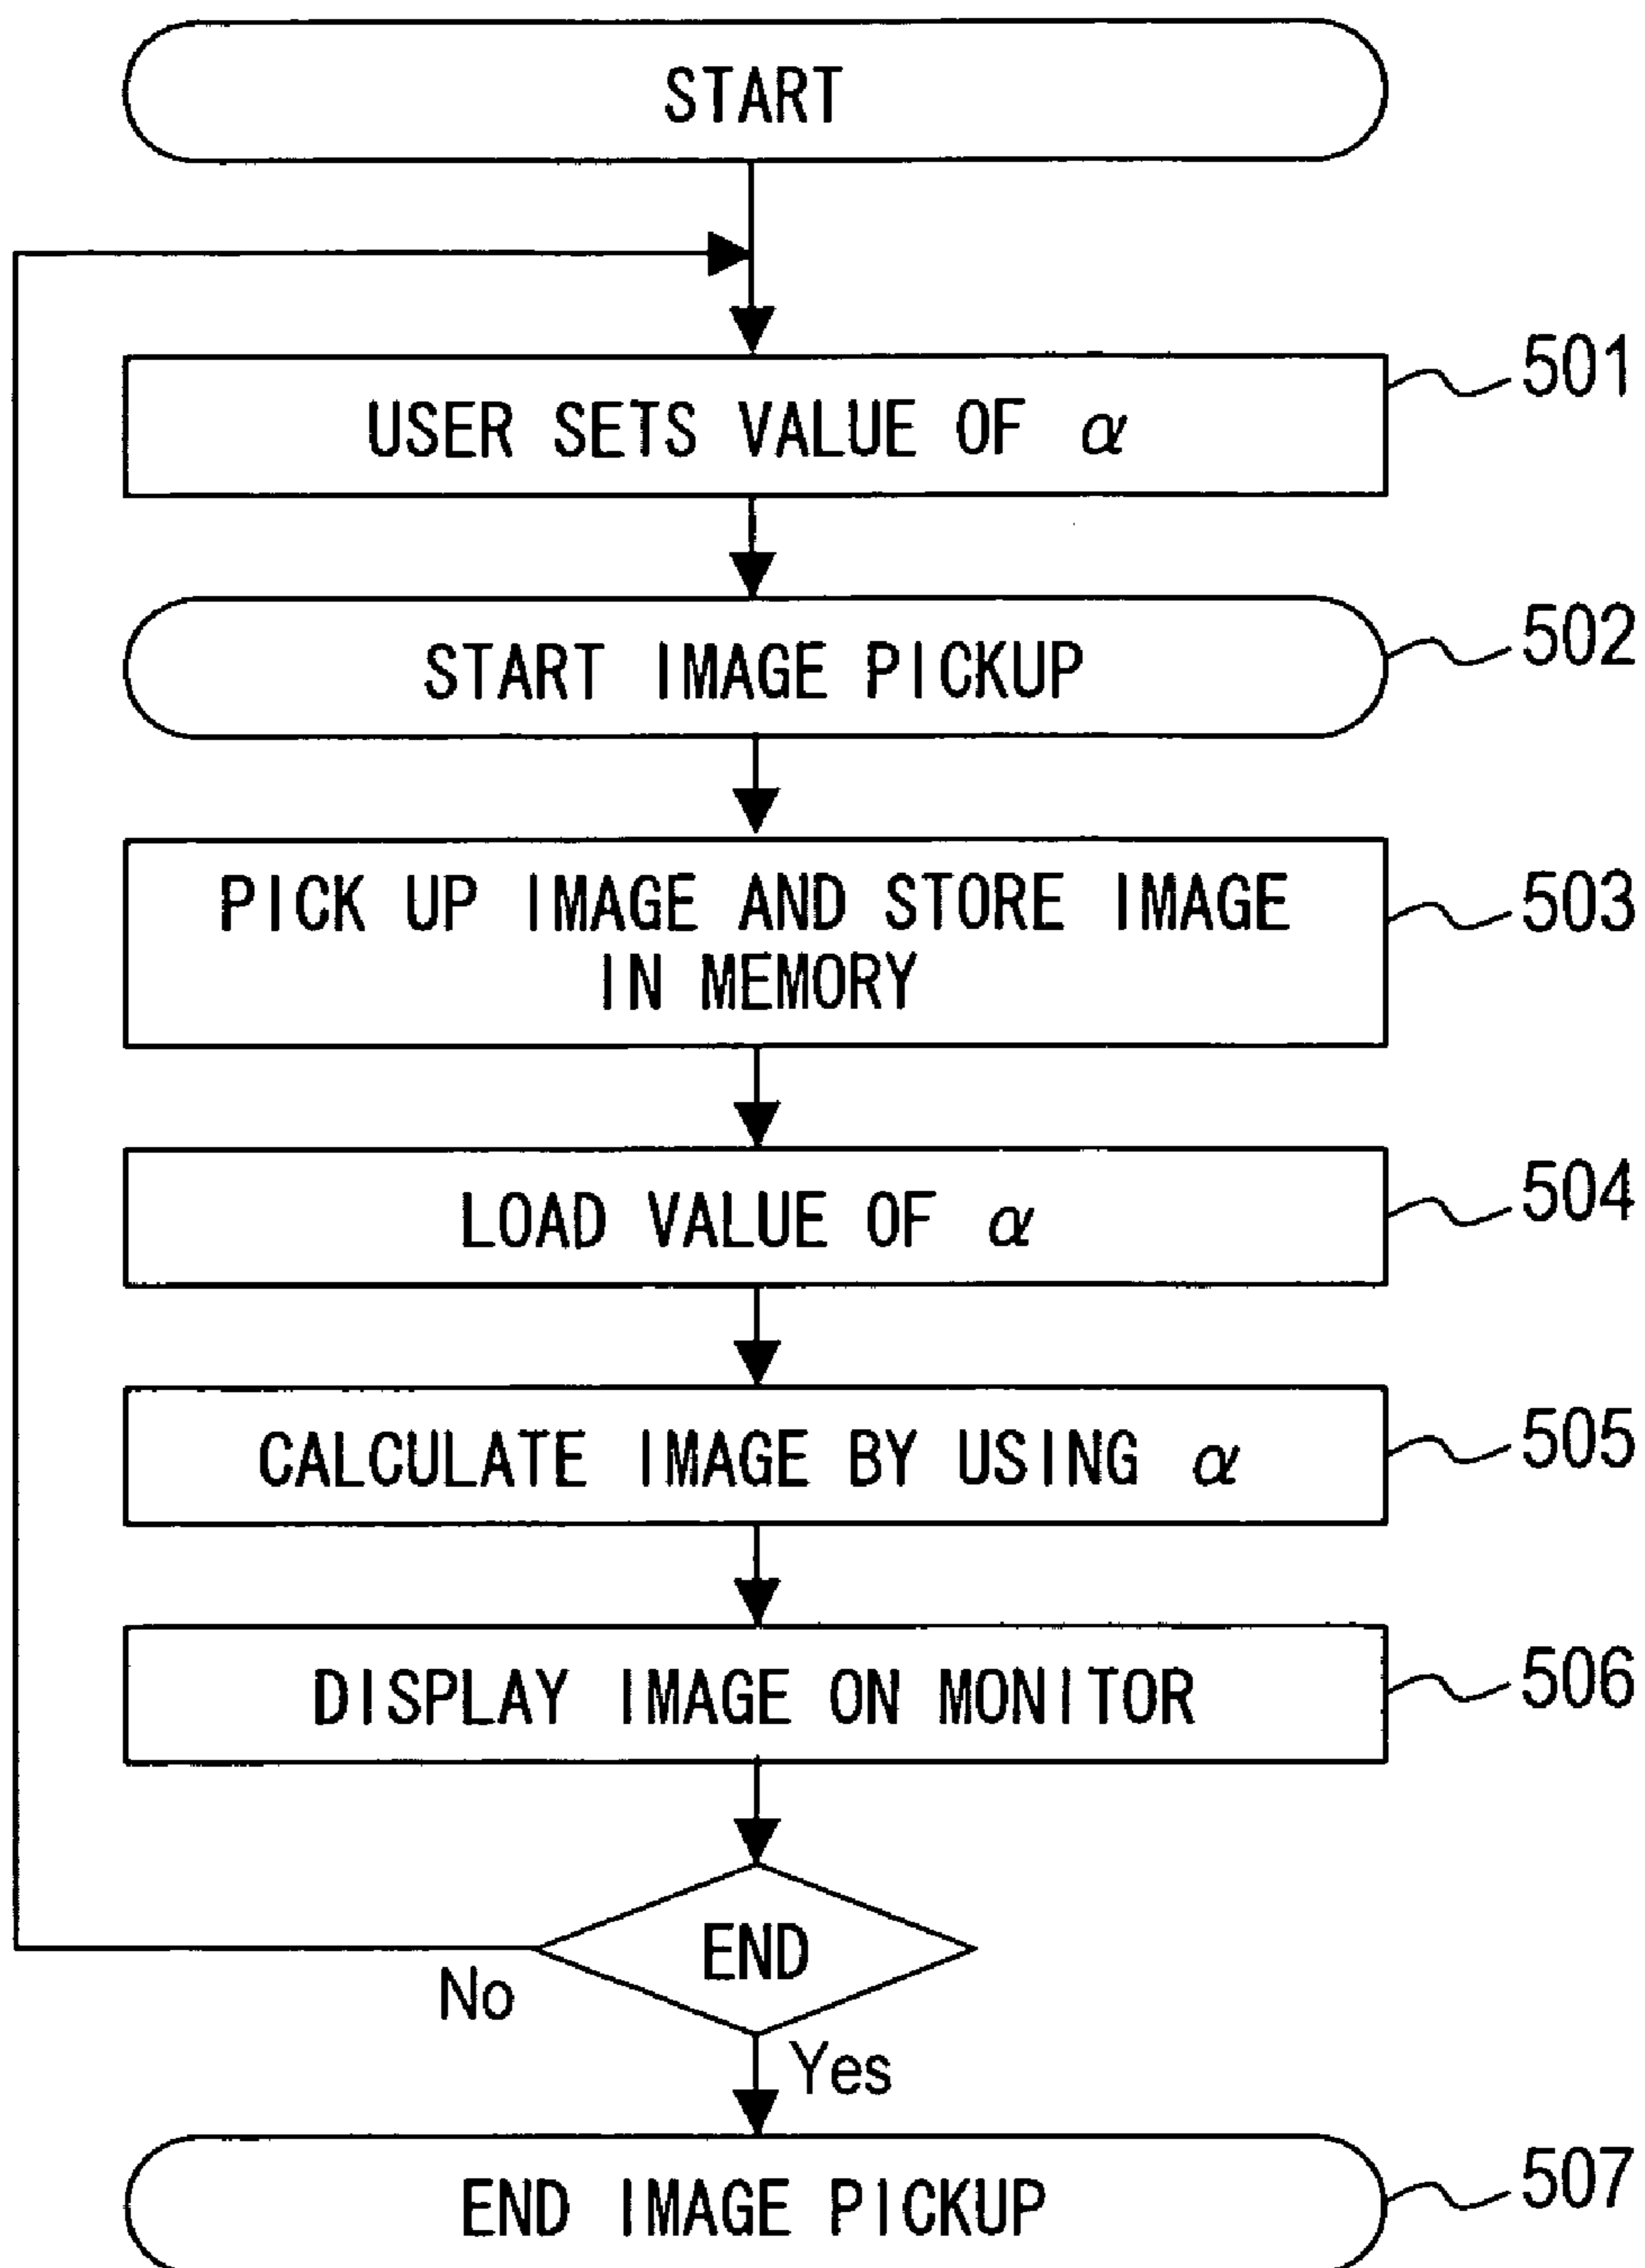 START
USER SETS VALUE OF α
501
START IMAGE PICKUP
502
PICK UP IMAGE AND STORE IMAGE
IN MEMORY
503
LOAD VALUE OF α
504
CALCULATE IMAGE BY USING α
505
DISPLAY IMAGE ON MONITOR
506
END
No
Yes
END IMAGE PICKUP
507